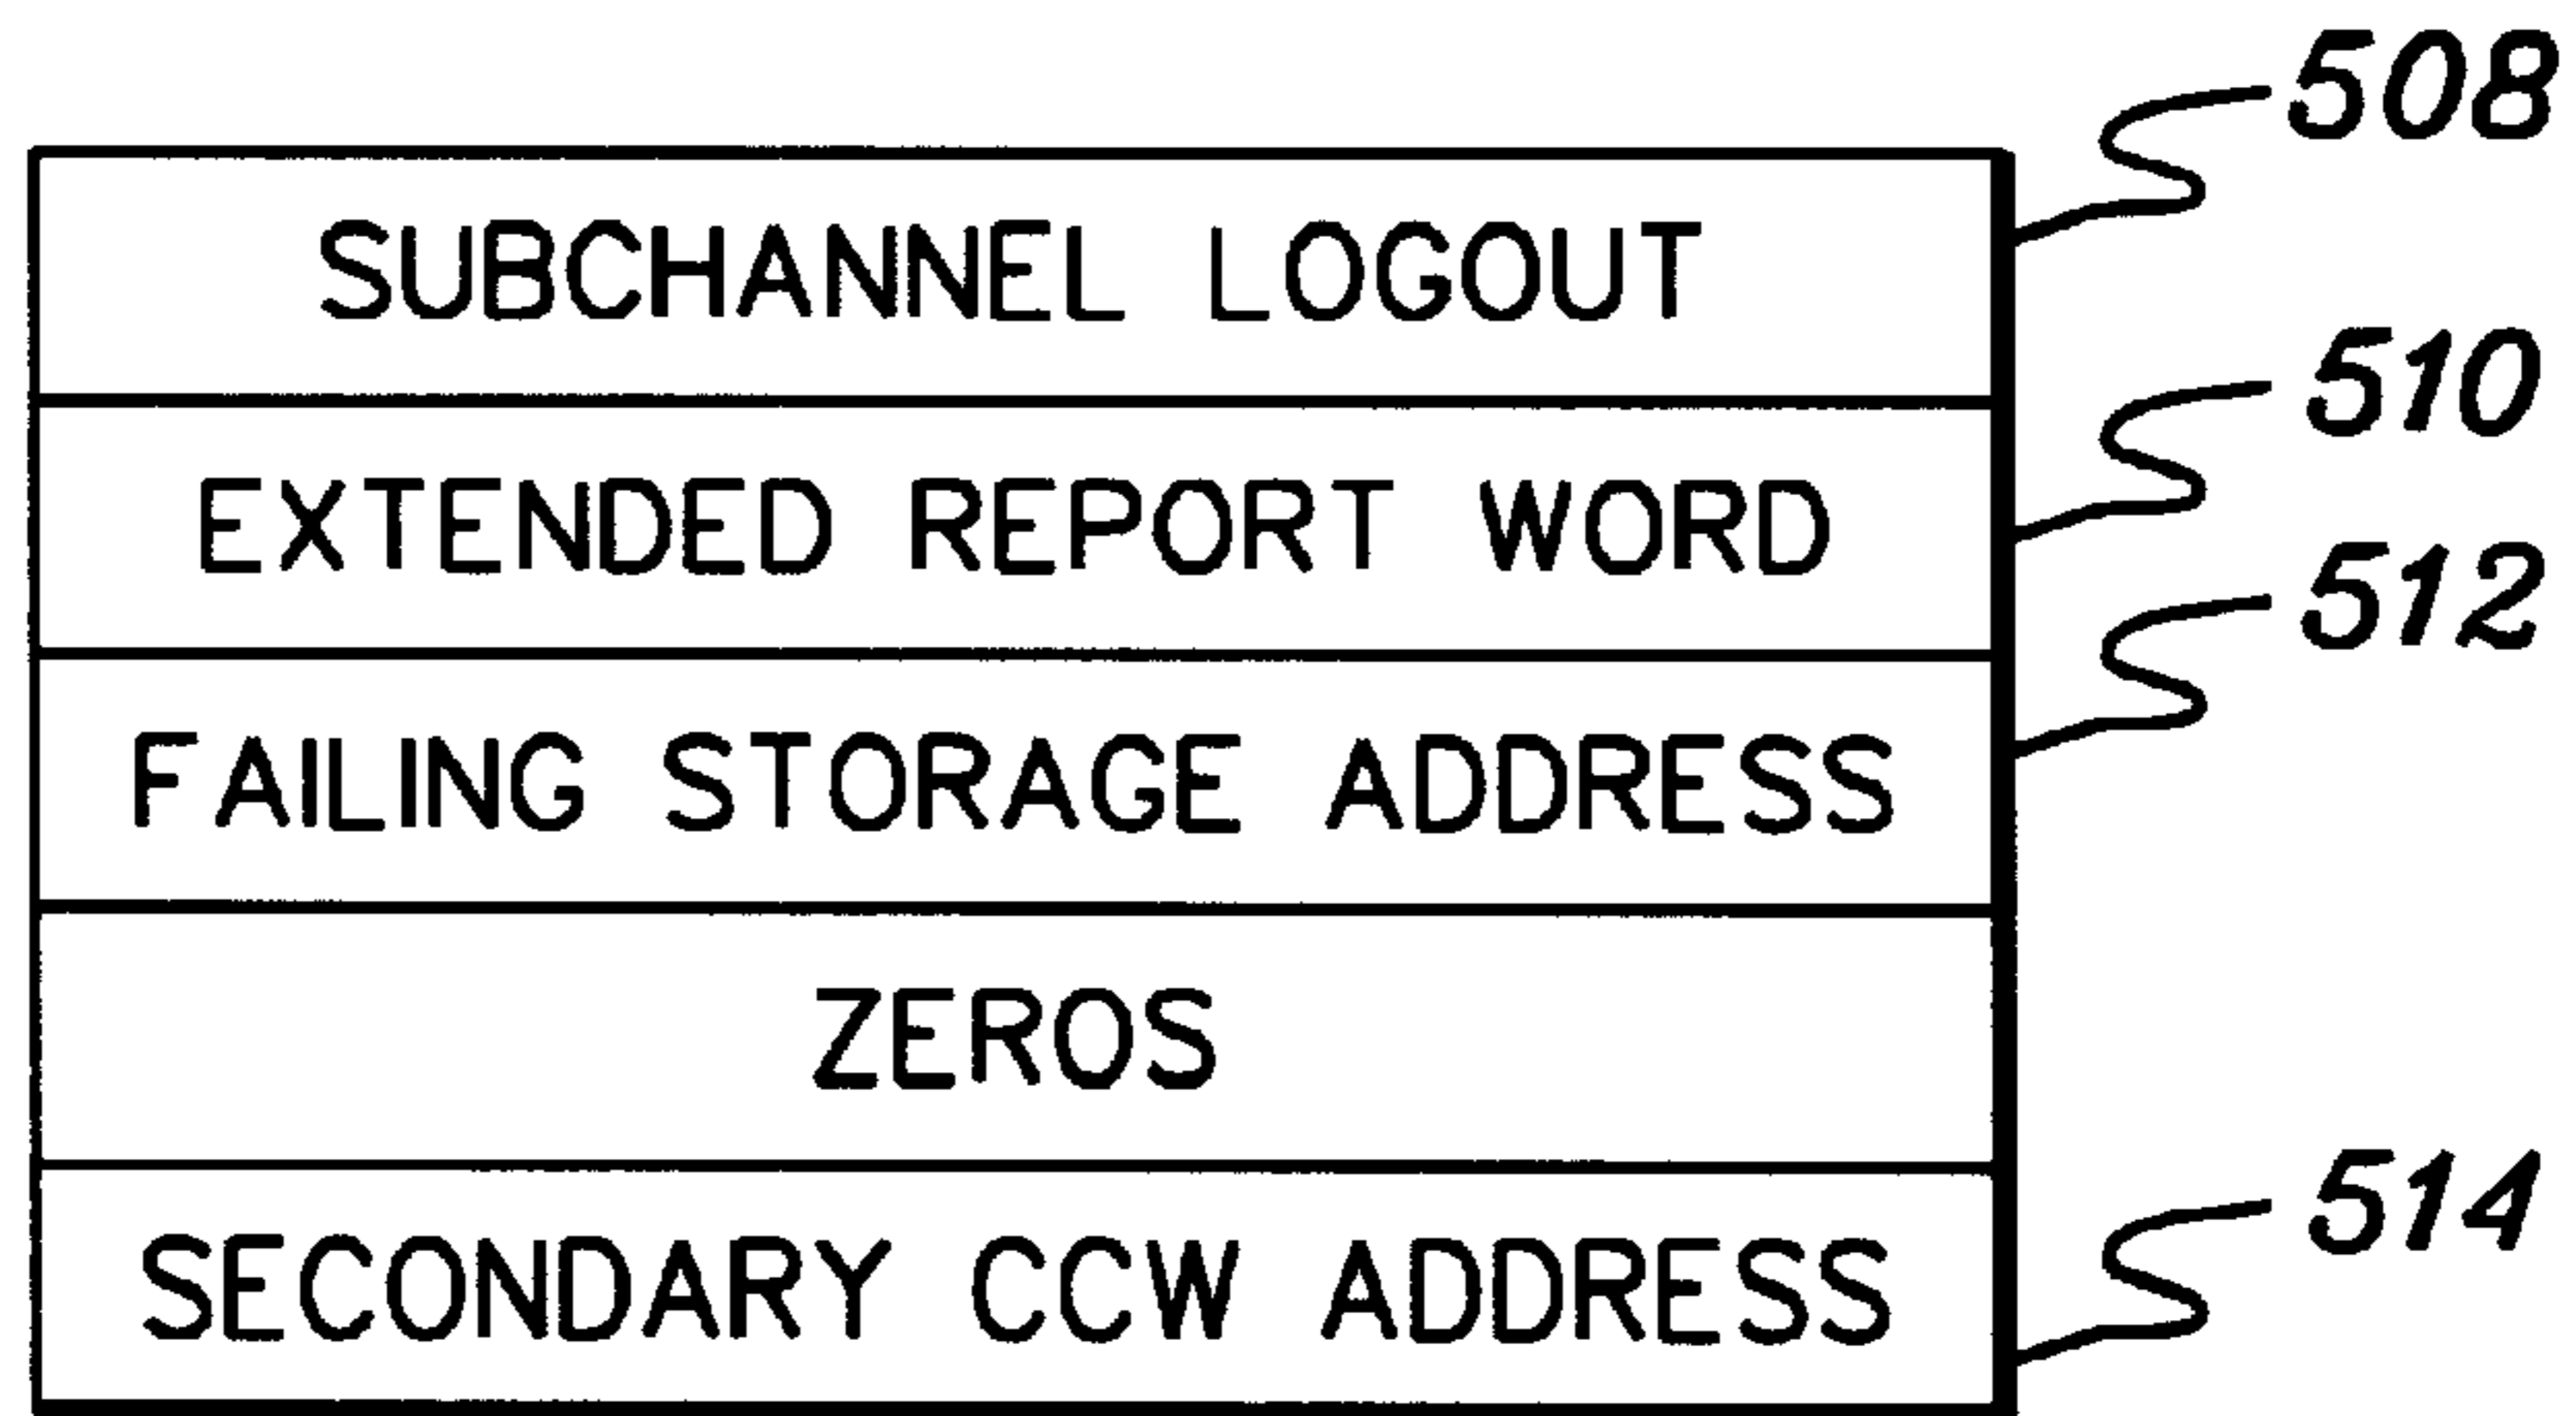 508
SUBCHANNEL LOGOUT
510
EXTENDED REPORT WORD
512
FAILING STORAGE ADDRESS
ZEROS
514
SECONDARY CCW ADDRESS